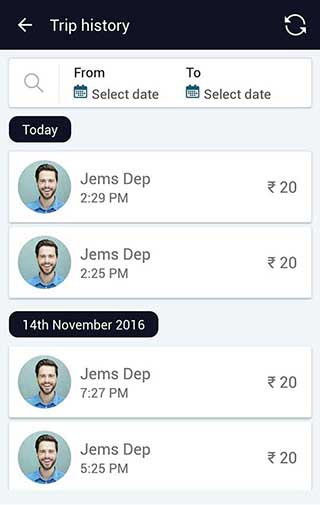 Trip history
From To
Select date Select date
Today
Jems Dep
2:29 PM
₹ 20
Jems Dep
2:25 PM
₹ 20
14th November 2016
Jems Dep
7:27 PM
₹ 20
Jems Dep
5:25 PM
₹ 20